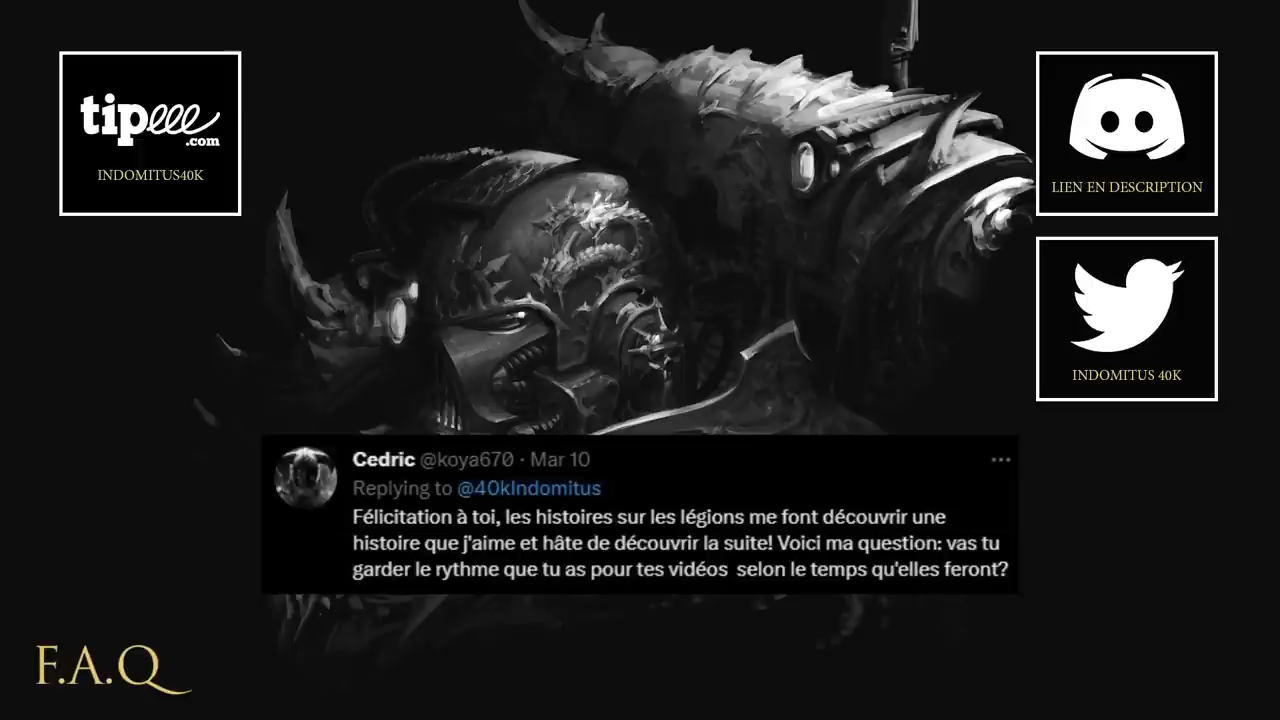 tipeee
.com
INDOMITUS40K
LIEN EN DESCRIPTION
INDOMITUS 40K
Cedric @koya670 · Mar 10
Replying to @40kIndomitus
Félicitation à toi, les histoires sur les légions me font découvrir une
histoire que j'aime et hâte de découvrir la suite! Voici ma question: vas tu
garder le rythme que tu as pour tes vidéos  selon le temps qu'elles feront?
F.A.Q